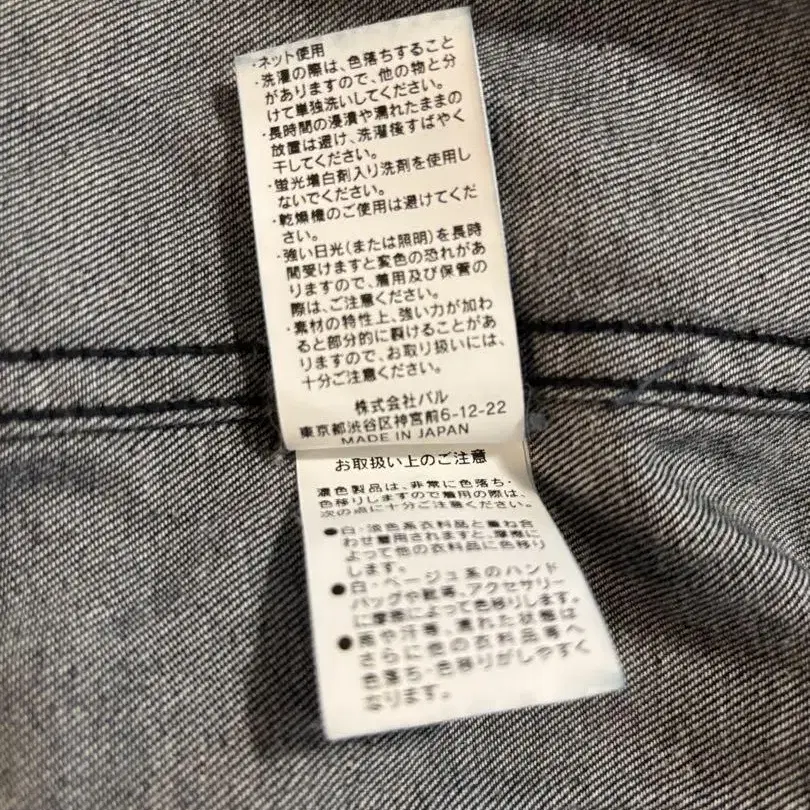 ・ネット使用
・洗濯の際は、色落ちすること
がありますので、他の物と分
けて単独洗いしてください。
・長時間の浸漬や濡れたままの
放置は避け、洗濯後すばやく
干してください。
・蛍光増白剤入り洗剤を使用し
ないでください。
・乾燥機のご使用は避けてくだ
さい。
・強い日光(または照明)を長時
間受けますと変色の恐れがあ
りますので、着用及び保管の
際は、ご注意ください。
・素材の特性上、強い力が加わ
ると部分的に裂けることがあ
りますので、お取り扱いには、
十分ご注意ください。
株式会社パル
東京都渋谷区神宮前6-12-22
MADE IN JAPAN
お取扱い上のご注意
濃色製品は、非常に色落ち・
色移りしますので着用の際は、
次の点に十分ご注意ください。
●白・淡色系衣料品と重ね合
わせ着用されますと、摩擦に
よって他の衣料品に色移り
します。
●白・ベージュ系のハンド
バッグや靴等、アクセサリー
に摩擦によって色移りします。
●雨や汗等、濡れた状態は
さらに他の衣料品等へ
色落ち・色移りがしやすく
なります。